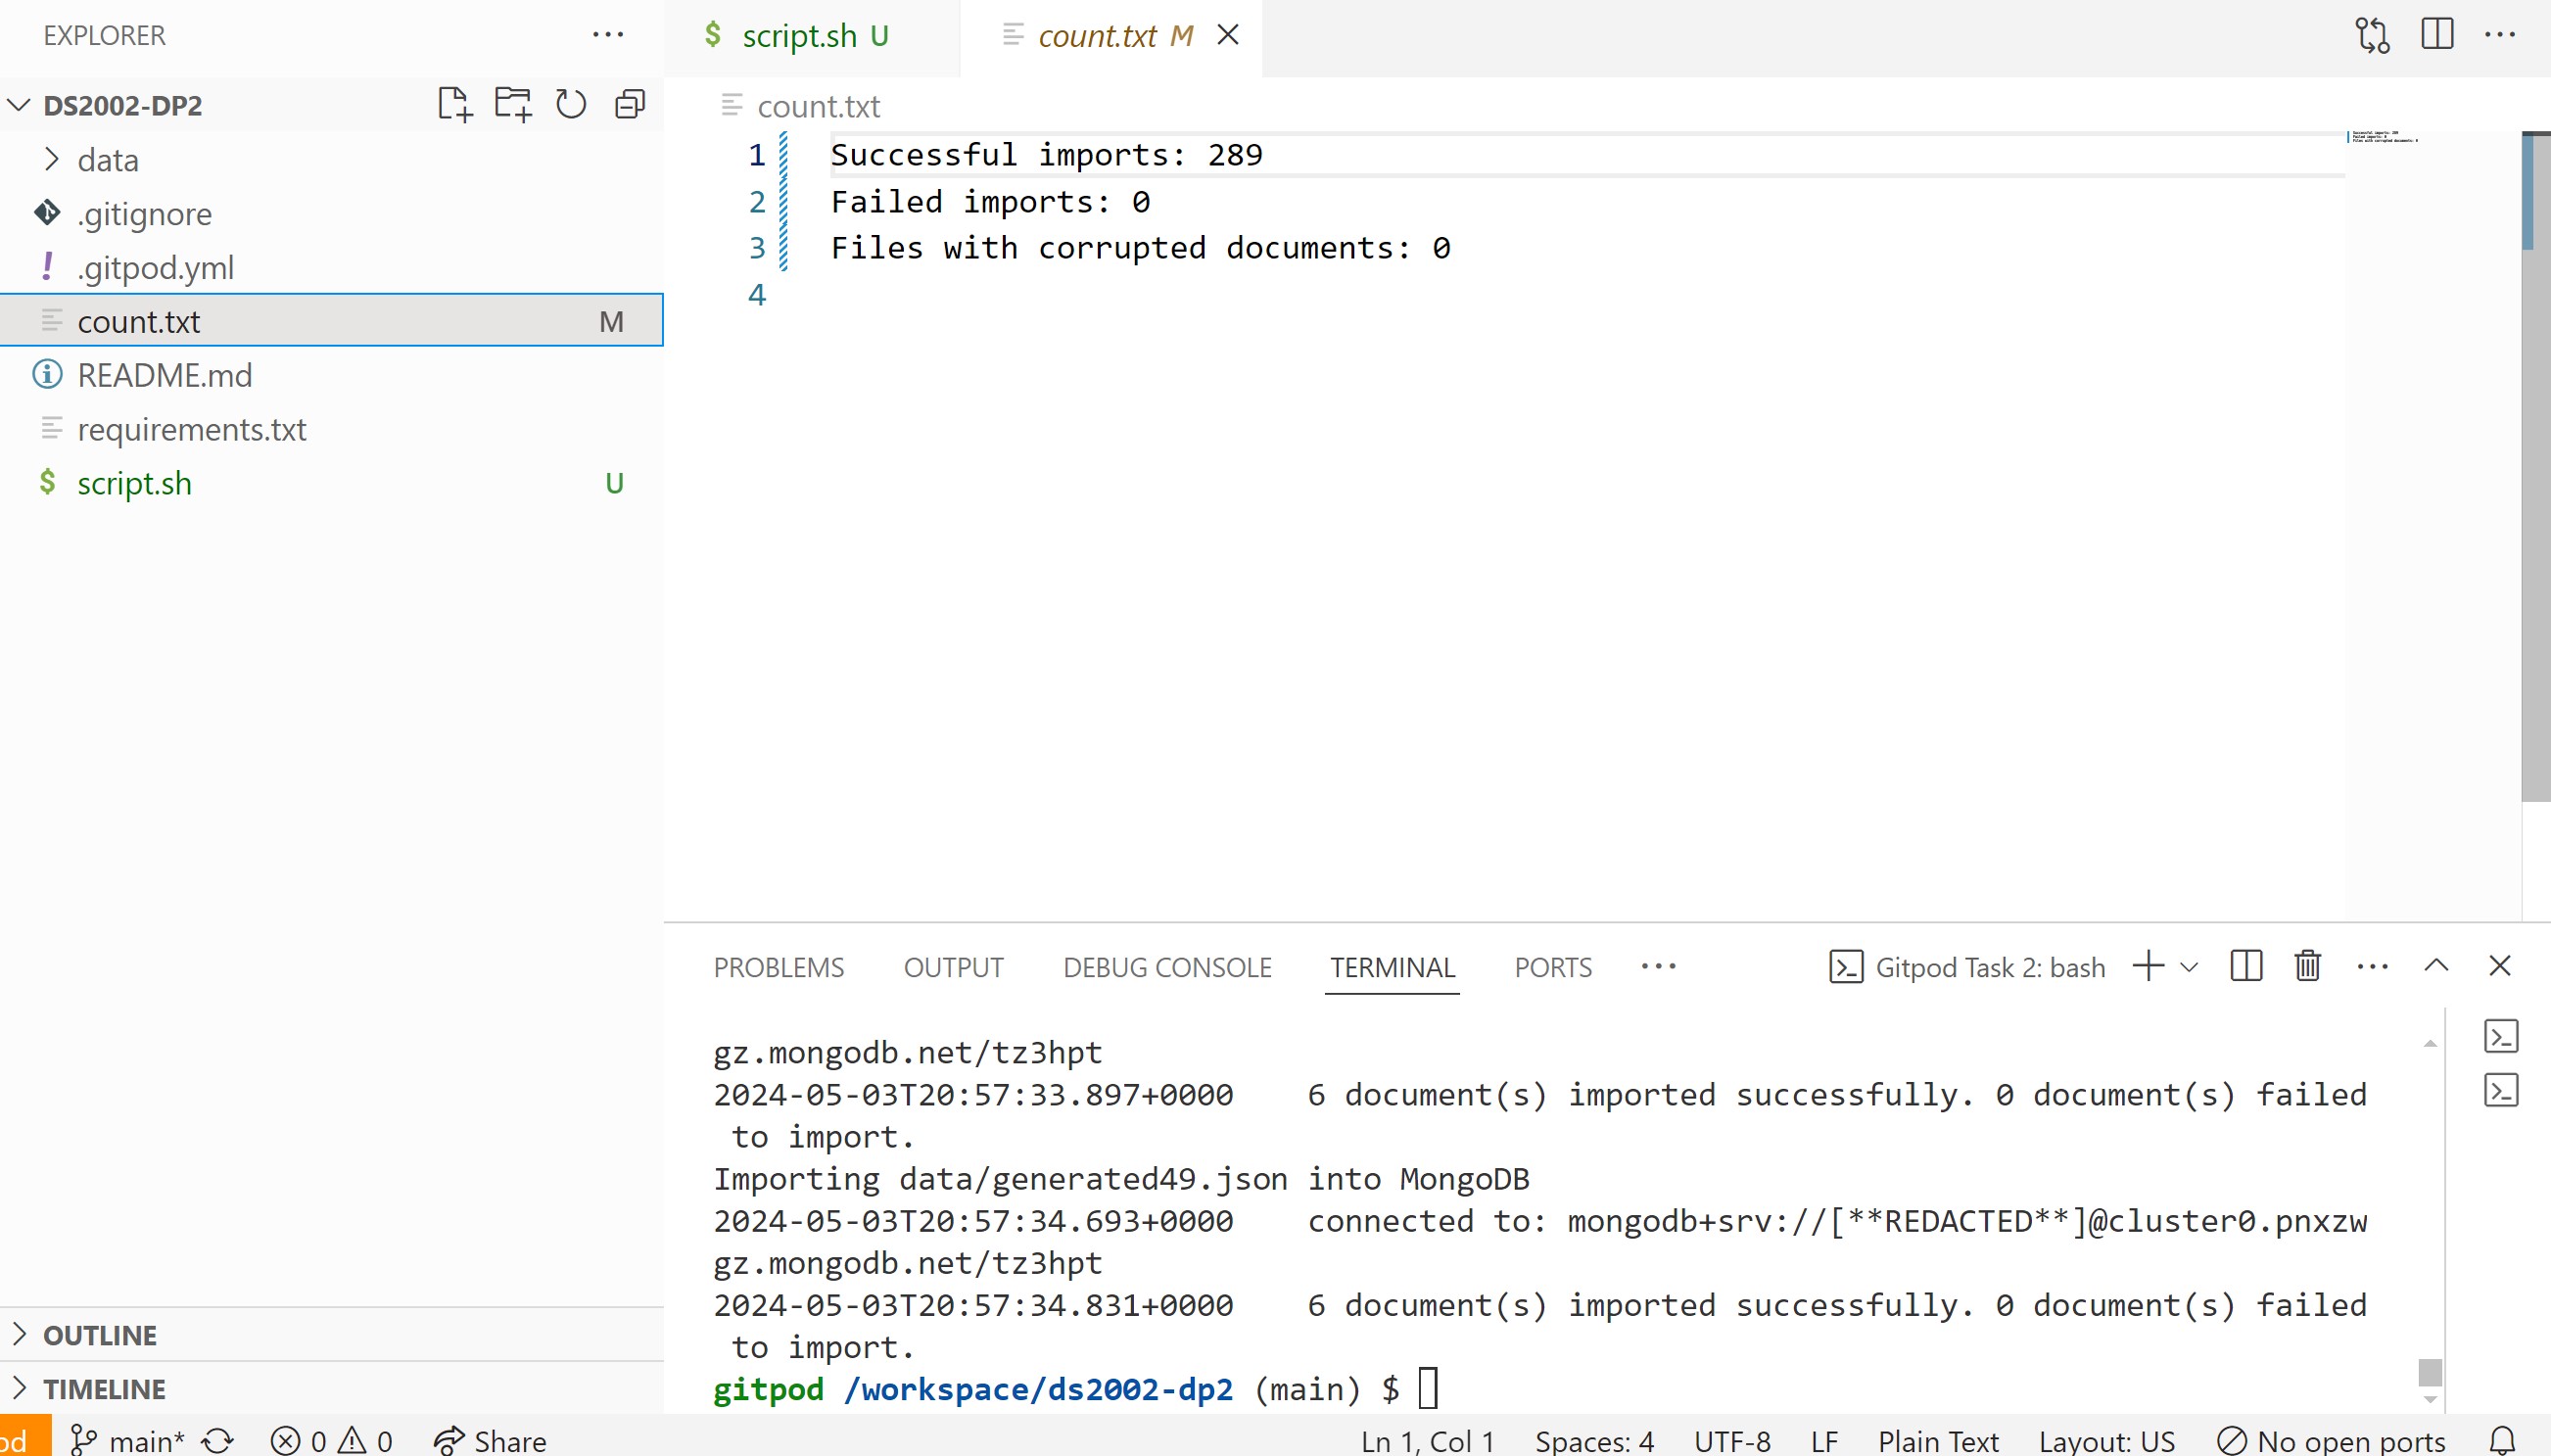 EXPLORER
DS2002-DP2
data
.gitignore
.gitpod.yml
count.txt M
README.md
requirements.txt
script.sh U
OUTLINE
TIMELINE
script.sh U
count.txt M
count.txt
1 Successful imports: 289
2 Failed imports: 0
3 Files with corrupted documents: 0
4
PROBLEMS OUTPUT DEBUG CONSOLE TERMINAL PORTS
Gitpod Task 2: bash
gz.mongodb.net/tz3hpt
2024-05-03T20:57:33.897+0000 6 document(s) imported successfully. 0 document(s) failed
to import.
Importing data/generated49.json into MongoDB
2024-05-03T20:57:34.693+0000 connected to: mongodb+srv://[**REDACTED**]@cluster0.pnxzw
gz.mongodb.net/tz3hpt
2024-05-03T20:57:34.831+0000 6 document(s) imported successfully. 0 document(s) failed
to import.
gitpod /workspace/ds2002-dp2 (main) $
od main* 0 0 Share Ln 1, Col 1 Spaces: 4 UTF-8 LF Plain Text Layout: US No open ports